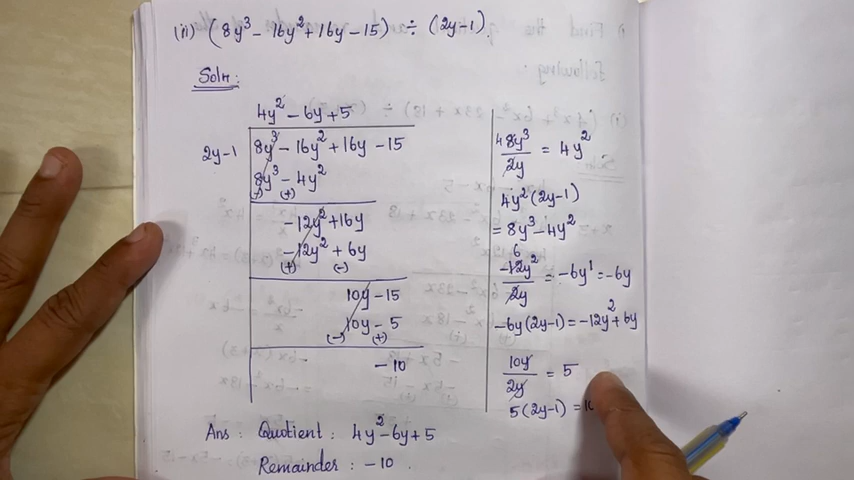 (ii) (8y³ - 16y² + 16y - 15) ÷ (2y-1).
Soln:
4y² - 6y + 5
2y-1 8y³ - 16y² + 16y - 15
8y³ - 4y²
(-) (+)
-12y² + 16y
-12y² + 6y
(+) (-)
10y - 15
10y - 5
(-) (+)
-10
Ans: Quotient: 4y² - 6y + 5
Remainder: -10.
4 8y³/2y = 4y²
4y²(2y-1)
= 8y³ - 4y²
6
-12y²/2y = -6y¹ = -6y
-6y(2y-1) = -12y² + 6y
10y/2y = 5
5(2y-1) = 10